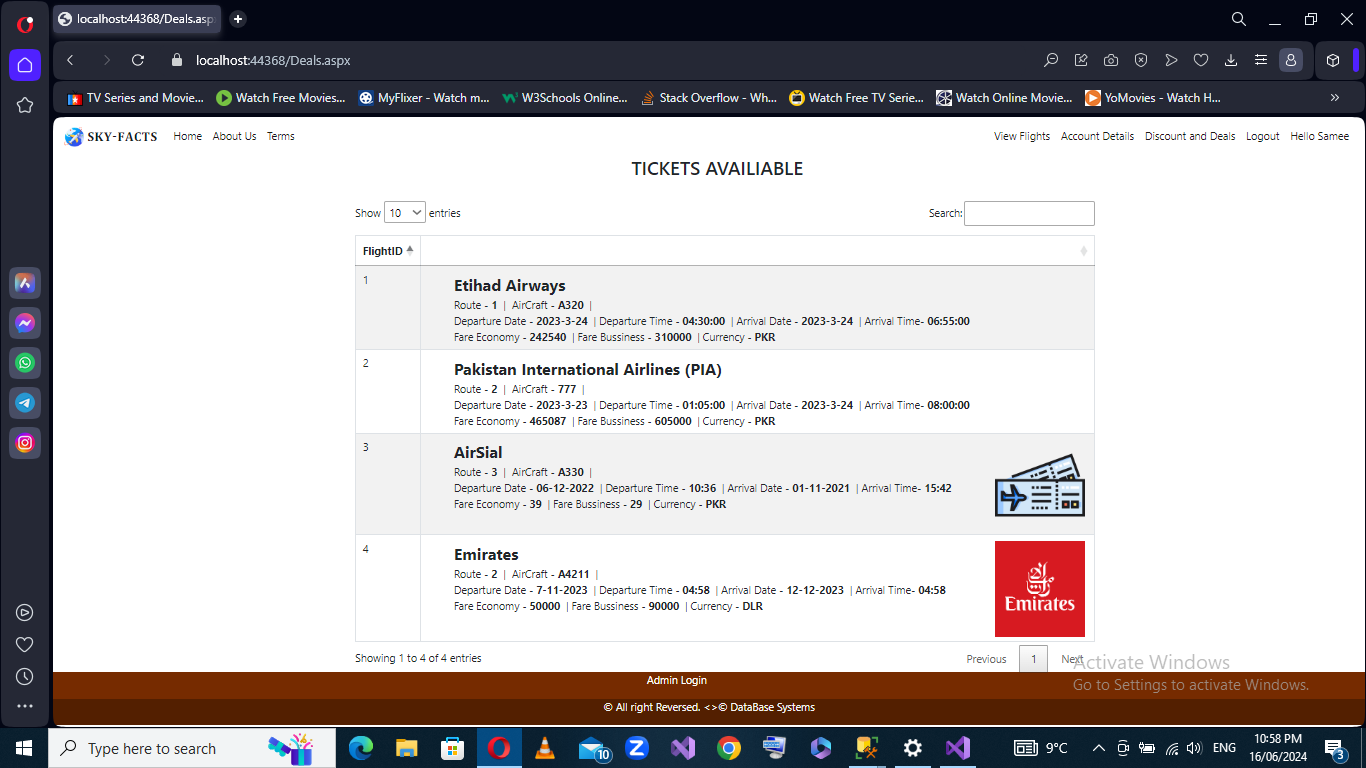 localhost:44368/Deals.asp
localhost:44368/Deals.aspx
TV Series and Movie... Watch Free Movies... MyFlixer - Watch m... W3Schools Online... Stack Overflow - Wh... Watch Free TV Serie... Watch Online Movie... YoMovies - Watch H... »
SKY-FACTS Home About Us Terms View Flights Account Details Discount and Deals Logout Hello Samee
TICKETS AVAILIABLE
Show 10 entries Search:
FlightID
1
Etihad Airways
Route - 1 | AirCraft - A320 |
Departure Date - 2023-3-24 | Departure Time - 04:30:00 | Arrival Date - 2023-3-24 | Arrival Time- 06:55:00
Fare Economy - 242540 | Fare Bussiness - 310000 | Currency - PKR
2
Pakistan International Airlines (PIA)
Route - 2 | AirCraft - 777 |
Departure Date - 2023-3-23 | Departure Time - 01:05:00 | Arrival Date - 2023-3-24 | Arrival Time- 08:00:00
Fare Economy - 465087 | Fare Bussiness - 605000 | Currency - PKR
3
AirSial
Route - 3 | AirCraft - A330 |
Departure Date - 06-12-2022 | Departure Time - 10:36 | Arrival Date - 01-11-2021 | Arrival Time- 15:42
Fare Economy - 39 | Fare Bussiness - 29 | Currency - PKR
4
Emirates
Route - 2 | AirCraft - A4211 |
Departure Date - 7-11-2023 | Departure Time - 04:58 | Arrival Date - 12-12-2023 | Arrival Time- 04:58
Fare Economy - 50000 | Fare Bussiness - 90000 | Currency - DLR
Emirates
Showing 1 to 4 of 4 entries Previous 1 Next
Activate Windows
Go to Settings to activate Windows.
Admin Login
© All right Reversed. <>© DataBase Systems
Type here to search 10 9°C ENG 10:58 PM
16/06/2024 3